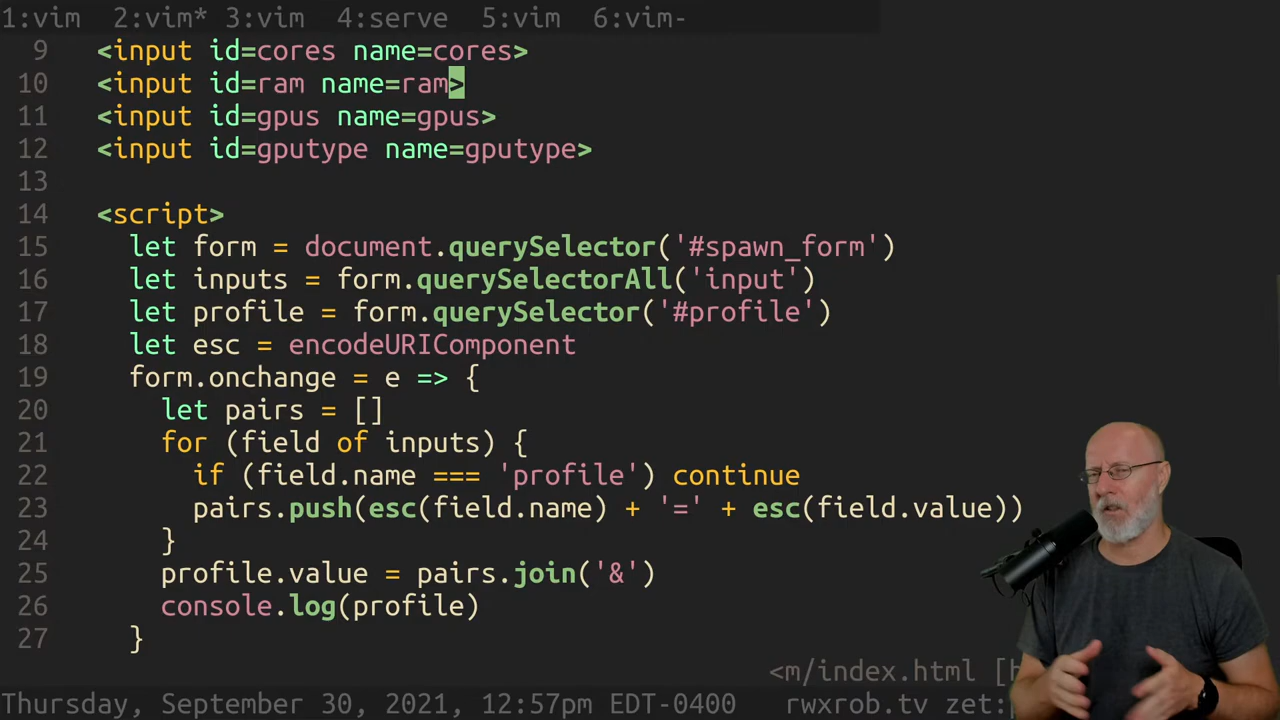 1:vim 2:vim* 3:vim 4:serve 5:vim 6:vim-
9 <input id=cores name=cores>
10 <input id=ram name=ram>
11 <input id=gpus name=gpus>
12 <input id=gputype name=gputype>
13
14 <script>
15 let form = document.querySelector('#spawn_form')
16 let inputs = form.querySelectorAll('input')
17 let profile = form.querySelector('#profile')
18 let esc = encodeURIComponent
19 form.onchange = e => {
20 let pairs = []
21 for (field of inputs) {
22 if (field.name === 'profile') continue
23 pairs.push(esc(field.name) + '=' + esc(field.value))
24 }
25 profile.value = pairs.join('&')
26 console.log(profile)
27 }
<m/index.html [
Thursday, September 30, 2021, 12:57pm EDT-0400 rwxrob.tv zet: